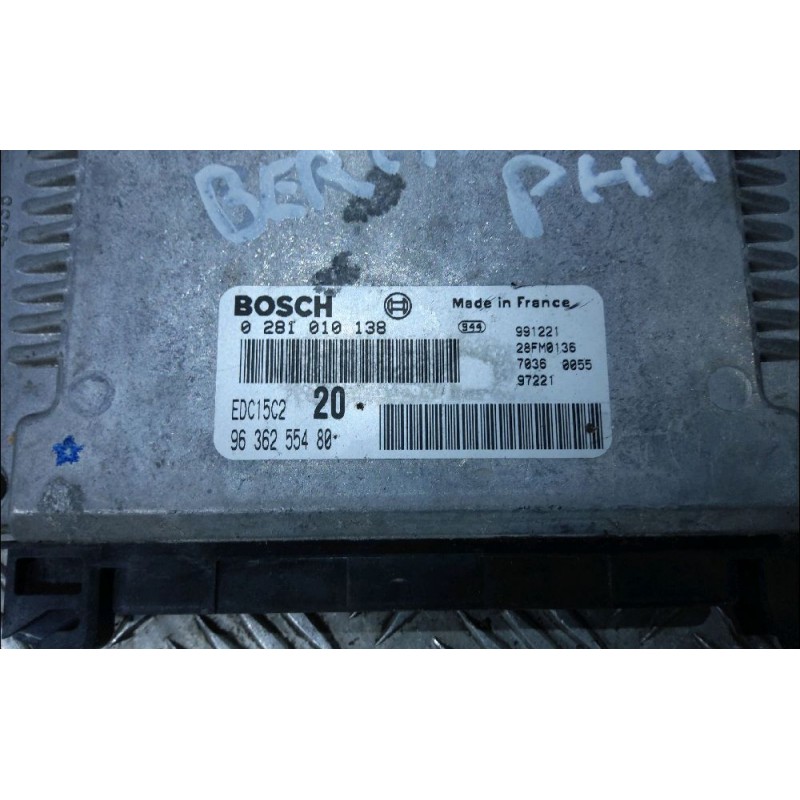 PH1
BOSCH
Made in France
0 281 010 138
944
991221
28FM0136
7036 0055
97221
EDC15C2
20
96 362 554 80